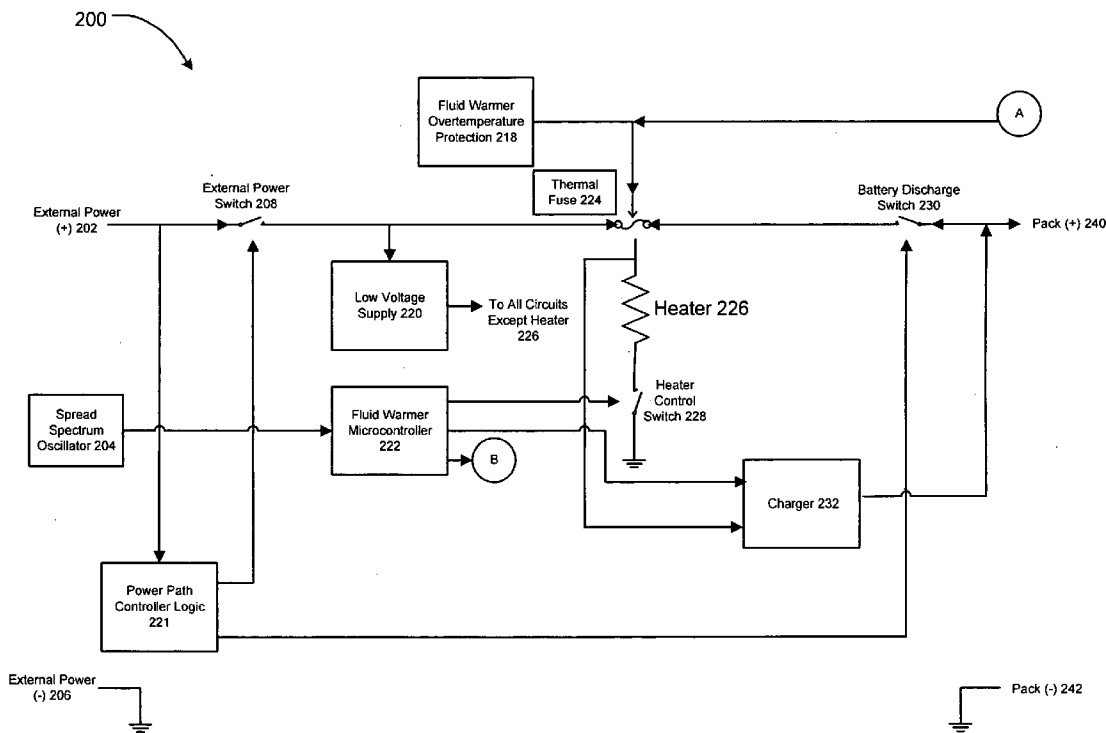 200
Fluid Warmer
Overtemperature
Protection 218
A
Thermal
Fuse 224
External Power
Switch 208
Battery Discharge
Switch 230
External Power
(+) 202
Pack (+) 240
Low Voltage
Supply 220
To All Circuits
Except Heater
226
Heater 226
Heater
Control
Switch 228
Spread
Spectrum
Oscillator 204
Fluid Warmer
Microcontroller
222
B
Charger 232
Power Path
Controller Logic
221
External Power
(-) 206
Pack (-) 242